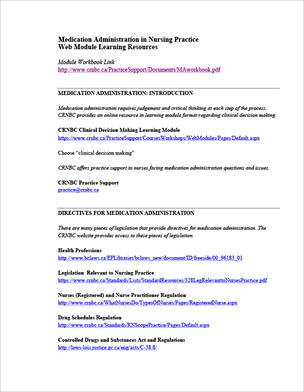 Medication Administration in Nursing Practice
Web Module Learning Resources
Module Workbook Link
http://www.crnbc.ca/PracticeSupport/Documents/MAworkbook.pdf
MEDICATION ADMINISTRATION: INTRODUCTION
Medication administration requires judgement and critical thinking at each step of the process.
CRNBC provides an online resource in learning module format regarding clinical decision making.
CRNBC Clinical Decision Making Learning Module
https://www.crnbc.ca/PracticeSupport/CoursesWorkshops/WebModules/Pages/Default.aspx
Choose "clinical decision making"
CRNBC offers practice support to nurses facing medication administration questions and issues.
CRNBC Practice Support
practice@crnbc.ca
DIRECTIVES FOR MEDICATION ADMINISTRATION
There are many pieces of legislation that provide directives for medication administration. The
CRNBC website provides access to these pieces of legislation.
Health Professions
http://www.bclaws.ca/EPLibraries/bclaws_new/document/ID/freeside/00_96183_01
Legislation Relevant to Nursing Practice
https://www.crnbc.ca/Standards/Lists/StandardResources/328LegRelevanttoNursesPractice.pdf
Nurses (Registered) and Nurse Practitioner Regulation
http://www.crnbc.ca/WhatNursesDo/TypesOfNurses/Pages/RegisteredNurse.aspx
Drug Schedules Regulation
http://www.crnbc.ca/Standards/RNScopePractice/Pages/Default.aspx
Controlled Drugs and Substances Act and Regulations
http://laws-lois.justice.gc.ca/eng/acts/C-38.8/